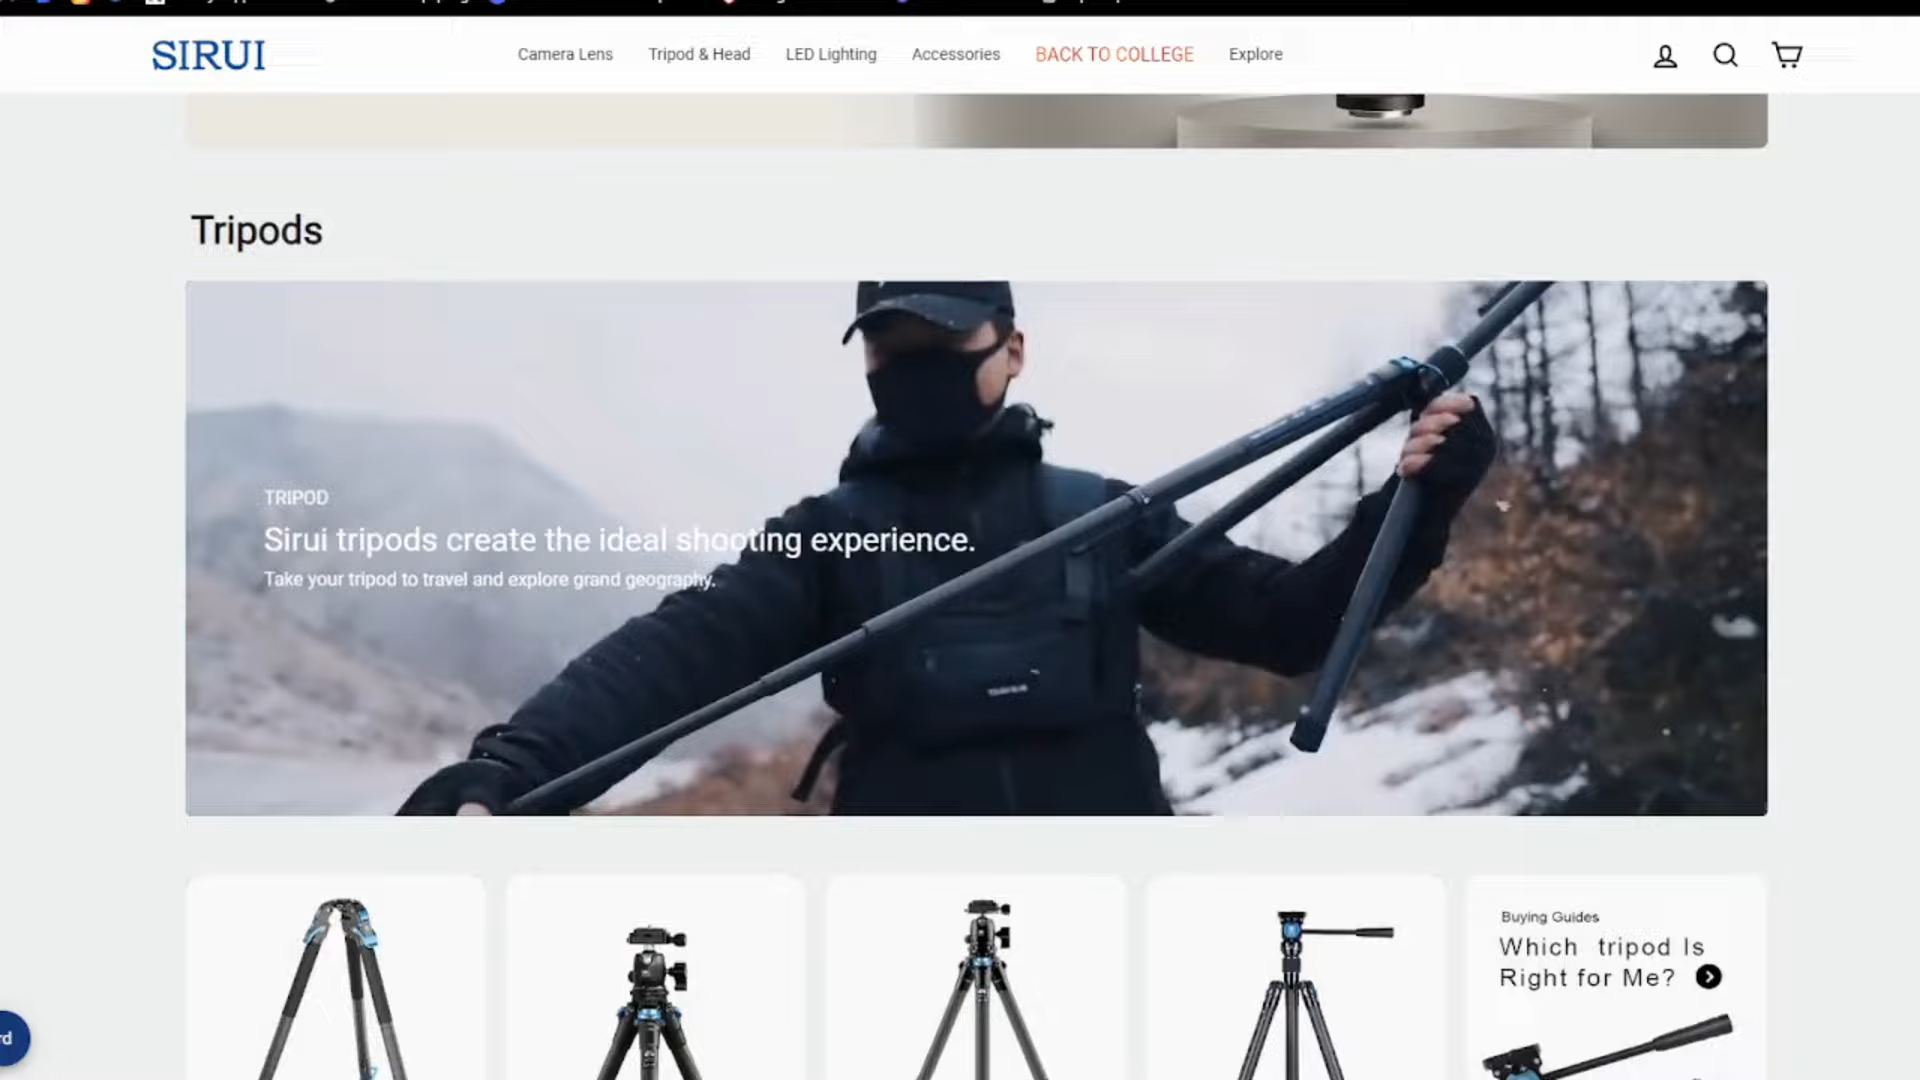 SIRUI
Camera Lens
Tripod & Head
LED Lighting
Accessories
BACK TO COLLEGE
Explore
Tripods
TRIPOD
Sirui tripods create the ideal shooting experience.
Take your tripod to travel and explore grand geography.
Buying Guides
Which tripod Is
Right for Me?
rd